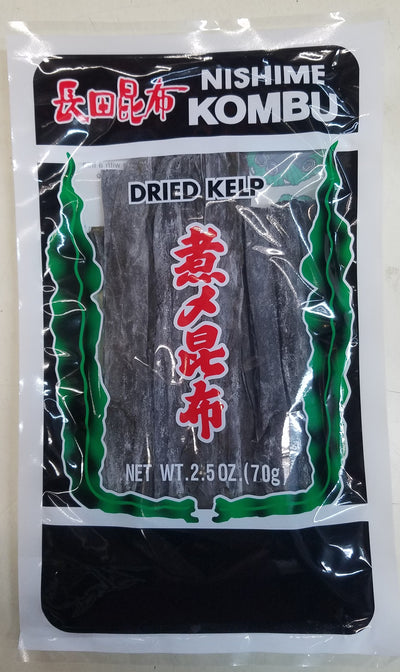 長田昆布
NISHIME
KOMBU
DRIED KELP
煮〆昆布
NET WT.2.5 OZ.(70g